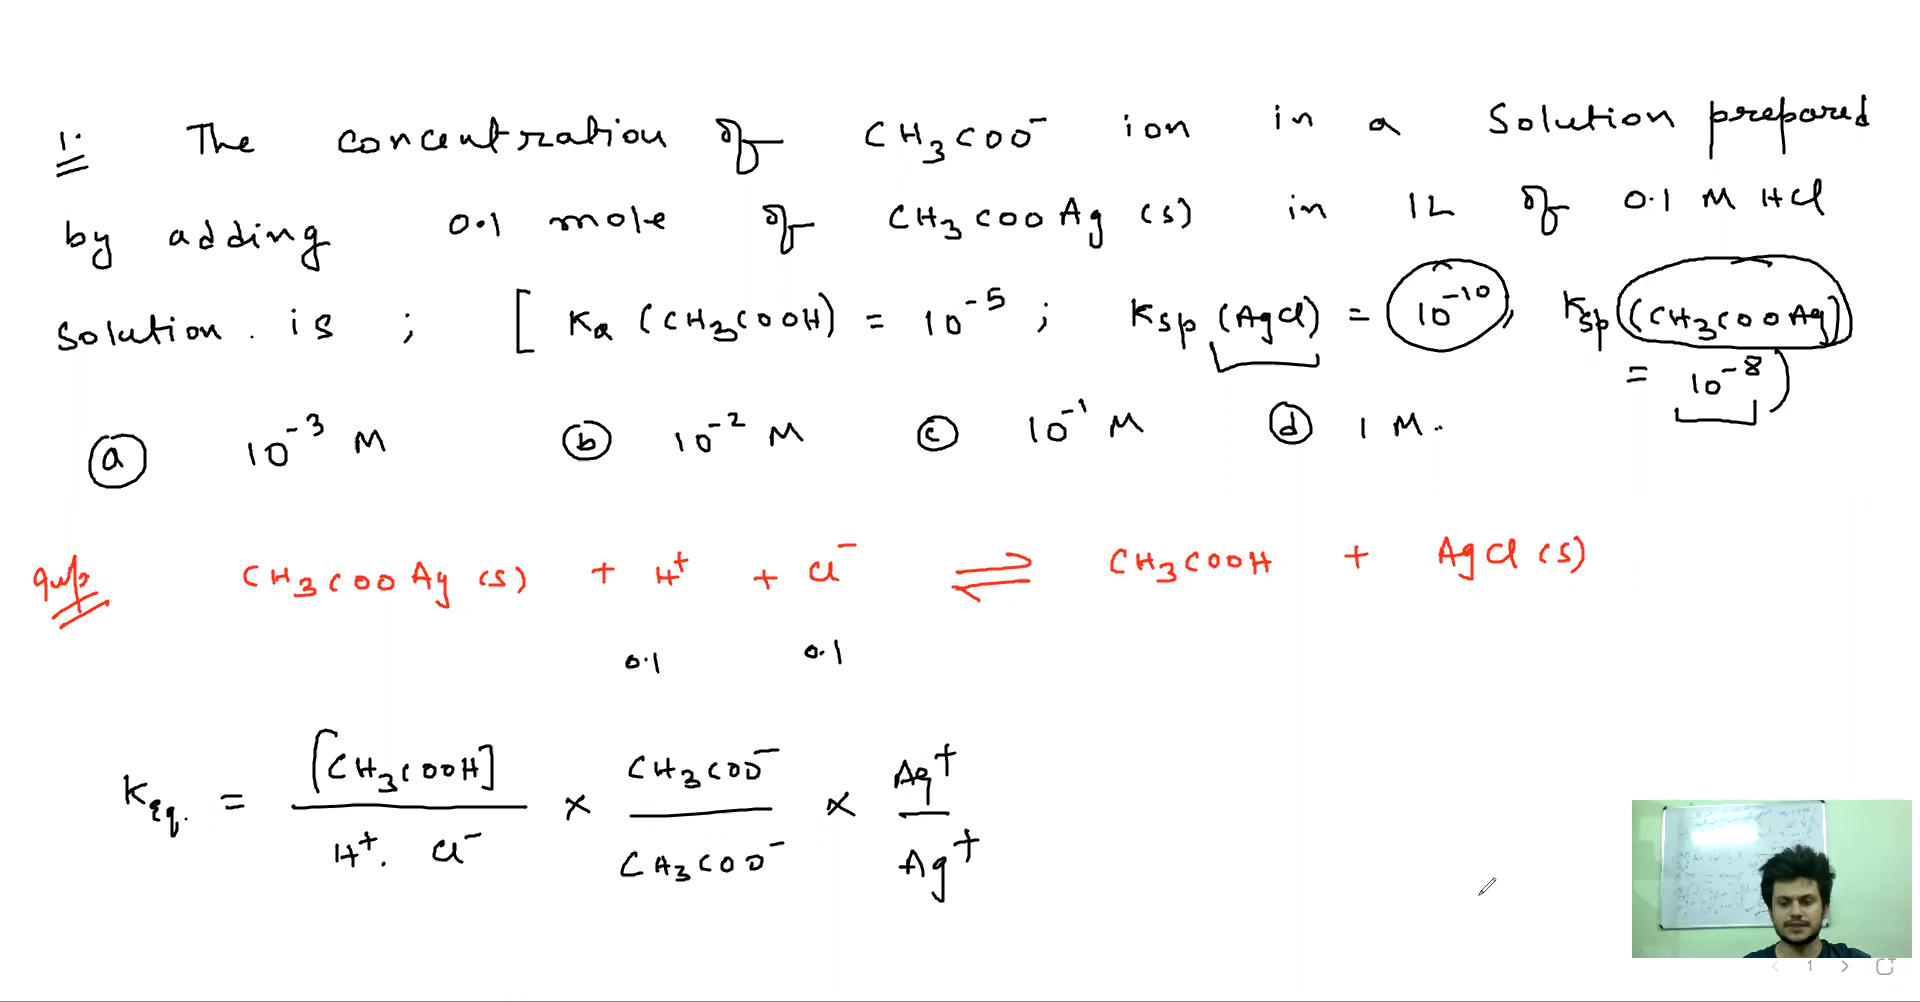 1. The concentration of CH₃COO⁻ ion in a solution prepared
by adding 0.1 mole of CH₃COOAg (s) in 1L of 0.1 M HCl
solution. is ; [ Ka (CH₃COOH) = 10⁻⁵ ; Ksp (AgCl) = 10⁻¹⁰, Ksp (CH₃COOAg)
= 10⁻⁸ )
(a) 10⁻³ M (b) 10⁻² M (c) 10⁻¹ M (d) 1 M.
CH₃COOAg (s) + H⁺ + Cl⁻ ⇌ CH₃COOH + AgCl (s)
0.1 0.1
Keq. = [CH₃COOH] / H⁺. Cl⁻ × CH₃COO⁻ / CH₃COO⁻ × Ag⁺ / Ag⁺
1